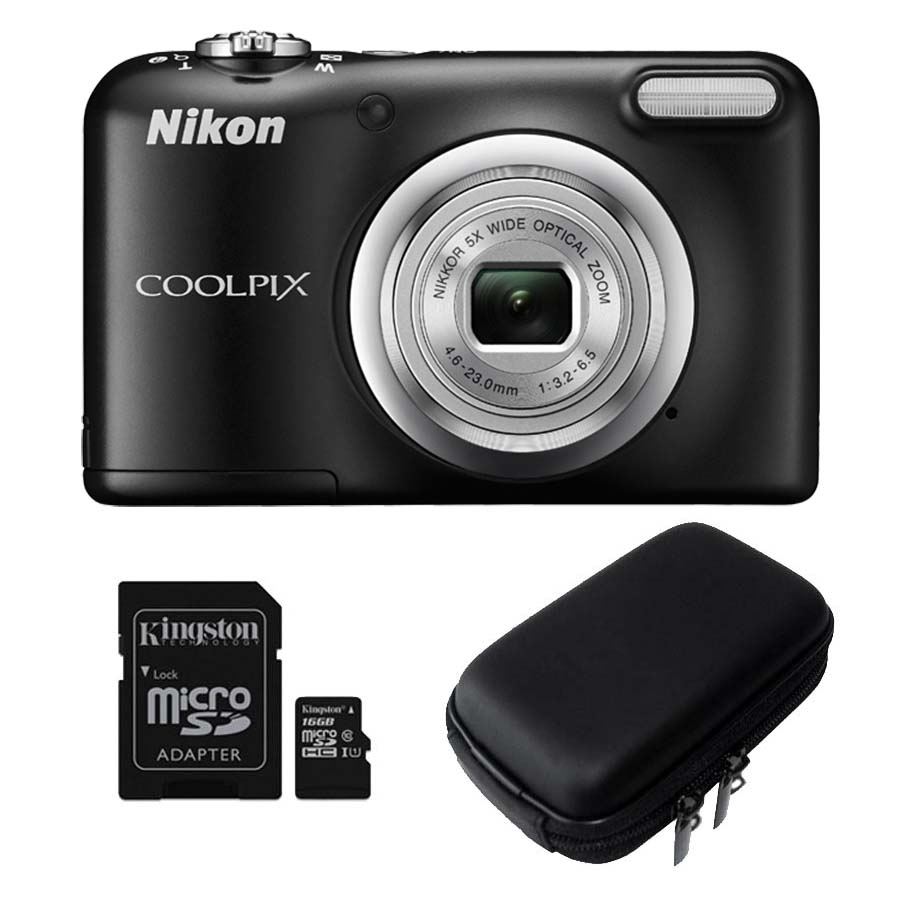 T
W
Nikon
COOLPIX
NIKKOR 5X WIDE OPTICAL ZOOM
4.6-23.0mm 1:3.2-6.5
Kingston
TECHNOLOGY
Lock
micro
SD
ADAPTER
Kingston®
16GB
micro
SD 10
HC I U1